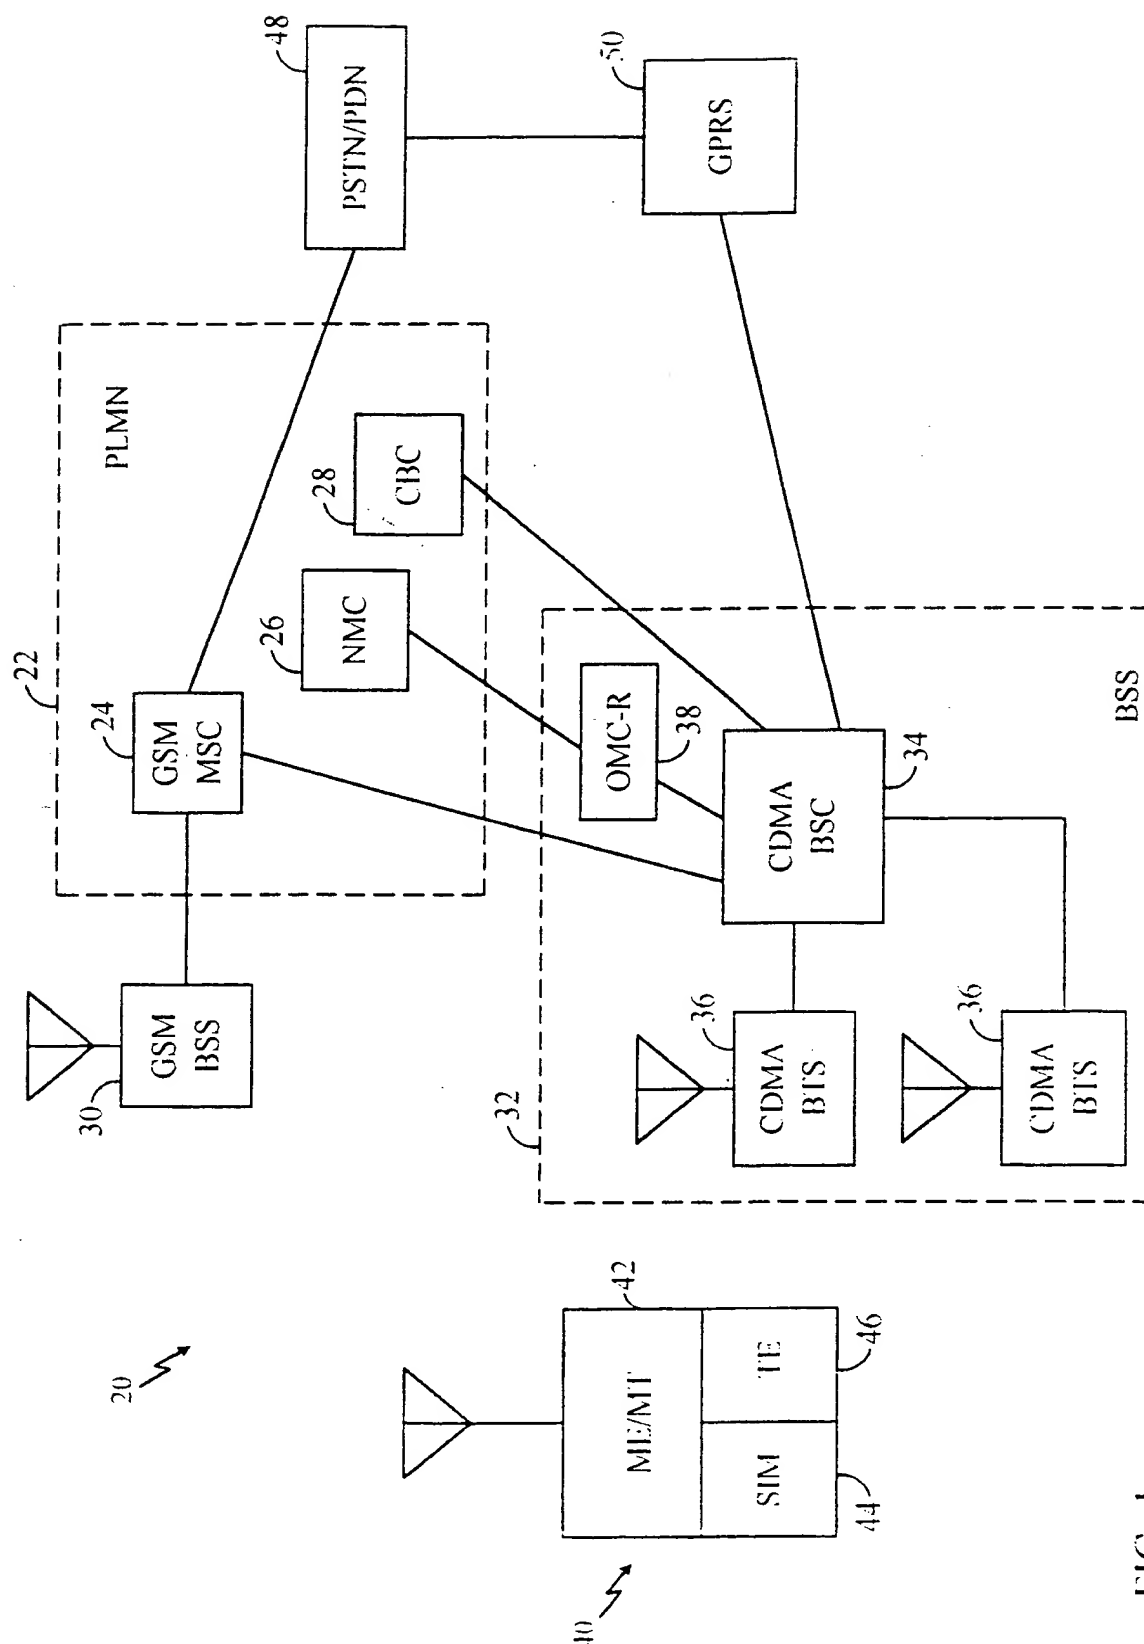 20
40
ME/MT
42
SIM
44
TE
46
30
GSM
BSS
22
PLMN
24
GSM
MSC
26
NMC
28
CBC
48
PSTN/PDN
50
GPRS
32
BSS
OMC-R
38
CDMA
BSC
34
36
CDMA
BTS
36
CDMA
BTS